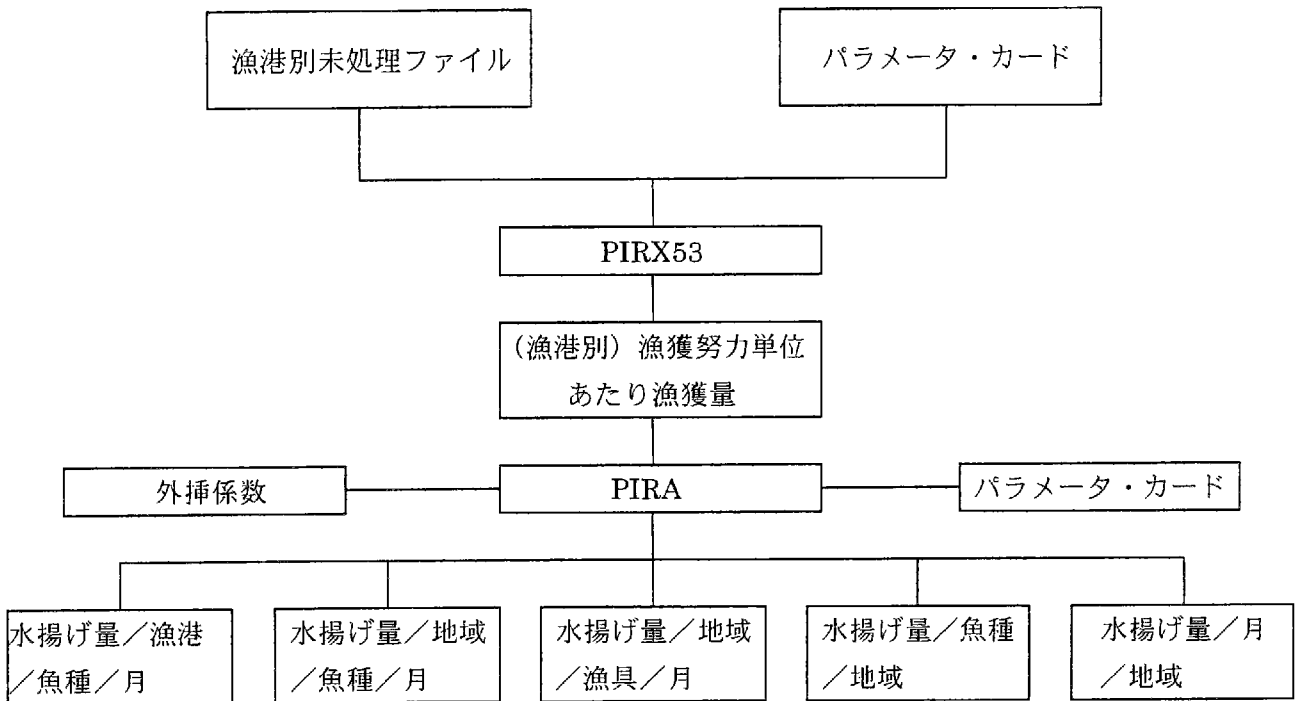 漁港別未処理ファイル
パラメータ・カード
PIRX53
(漁港別) 漁獲努力単位
あたり漁獲量
外挿係数
PIRA
パラメータ・カード
水揚げ量／漁港
／魚種／月
水揚げ量／地域
／魚種／月
水揚げ量／地域
／漁具／月
水揚げ量／魚種
／地域
水揚げ量／月
／地域